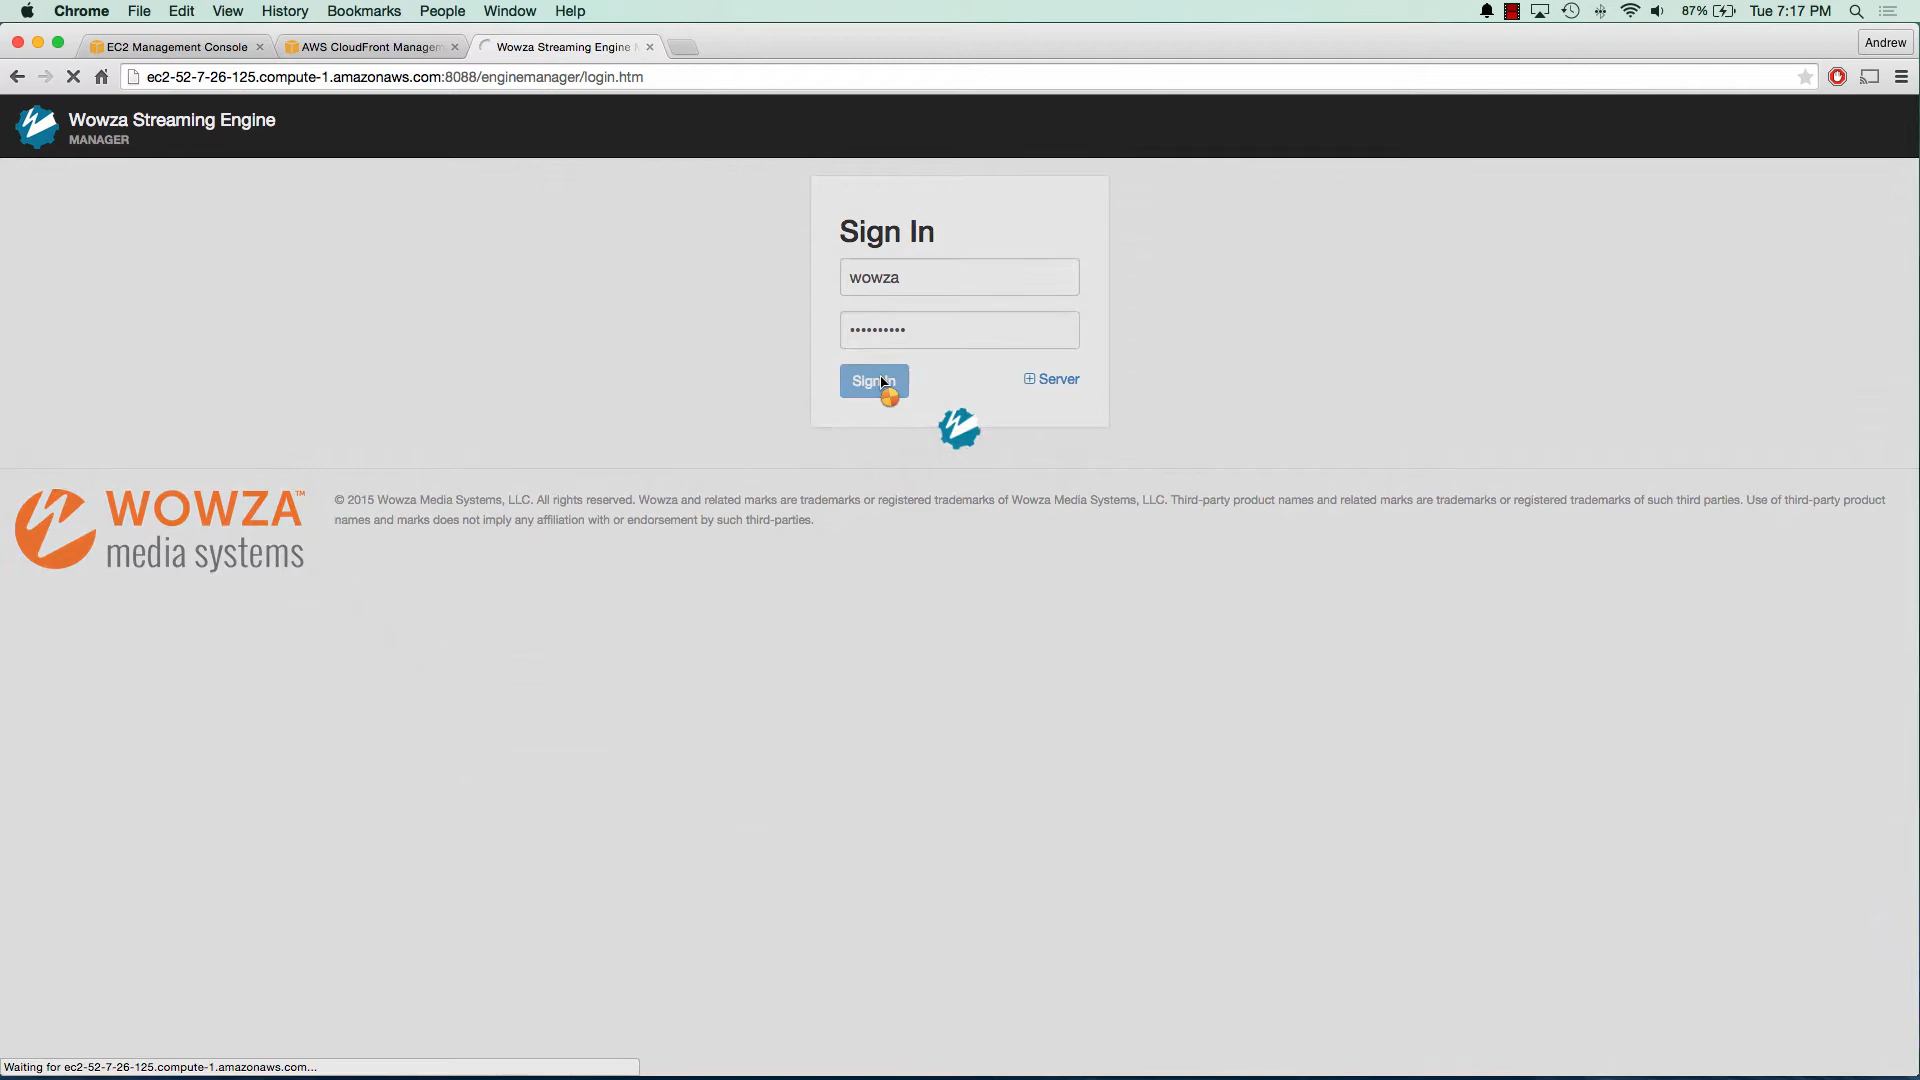 Chrome File Edit View History Bookmarks People Window Help 87% Tue 7:17 PM
EC2 Management Console AWS CloudFront Managem Wowza Streaming Engine Andrew
ec2-52-7-26-125.compute-1.amazonaws.com:8088/enginemanager/login.htm
Wowza Streaming Engine
MANAGER
Sign In
wowza
••••••••••
Sign In Server
WOWZA™
media systems
© 2015 Wowza Media Systems, LLC. All rights reserved. Wowza and related marks are trademarks or registered trademarks of Wowza Media Systems, LLC. Third-party product names and related marks are trademarks or registered trademarks of such third parties. Use of third-party product
names and marks does not imply any affiliation with or endorsement by such third-parties.
Waiting for ec2-52-7-26-125.compute-1.amazonaws.com...